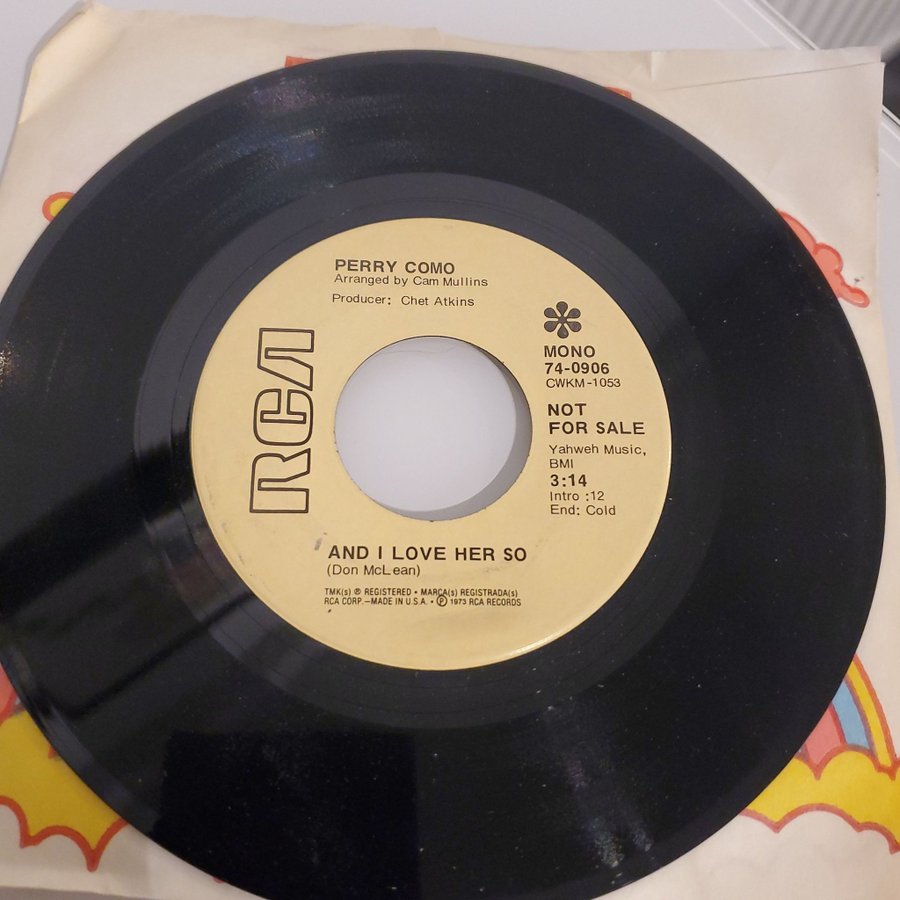 PERRY COMO
Arranged by Cam Mullins
Producer: Chet Atkins
RCA
MONO
74-0906
CWKM-1053
NOT
FOR SALE
Yahweh Music,
BMI
3:14
Intro :12
End: Cold
AND I LOVE HER SO
(Don McLean)
TMK(s) ® REGISTERED • MARCA(s) REGISTRADA(s)
RCA CORP.—MADE IN U.S.A. • ℗ 1973 RCA RECORDS